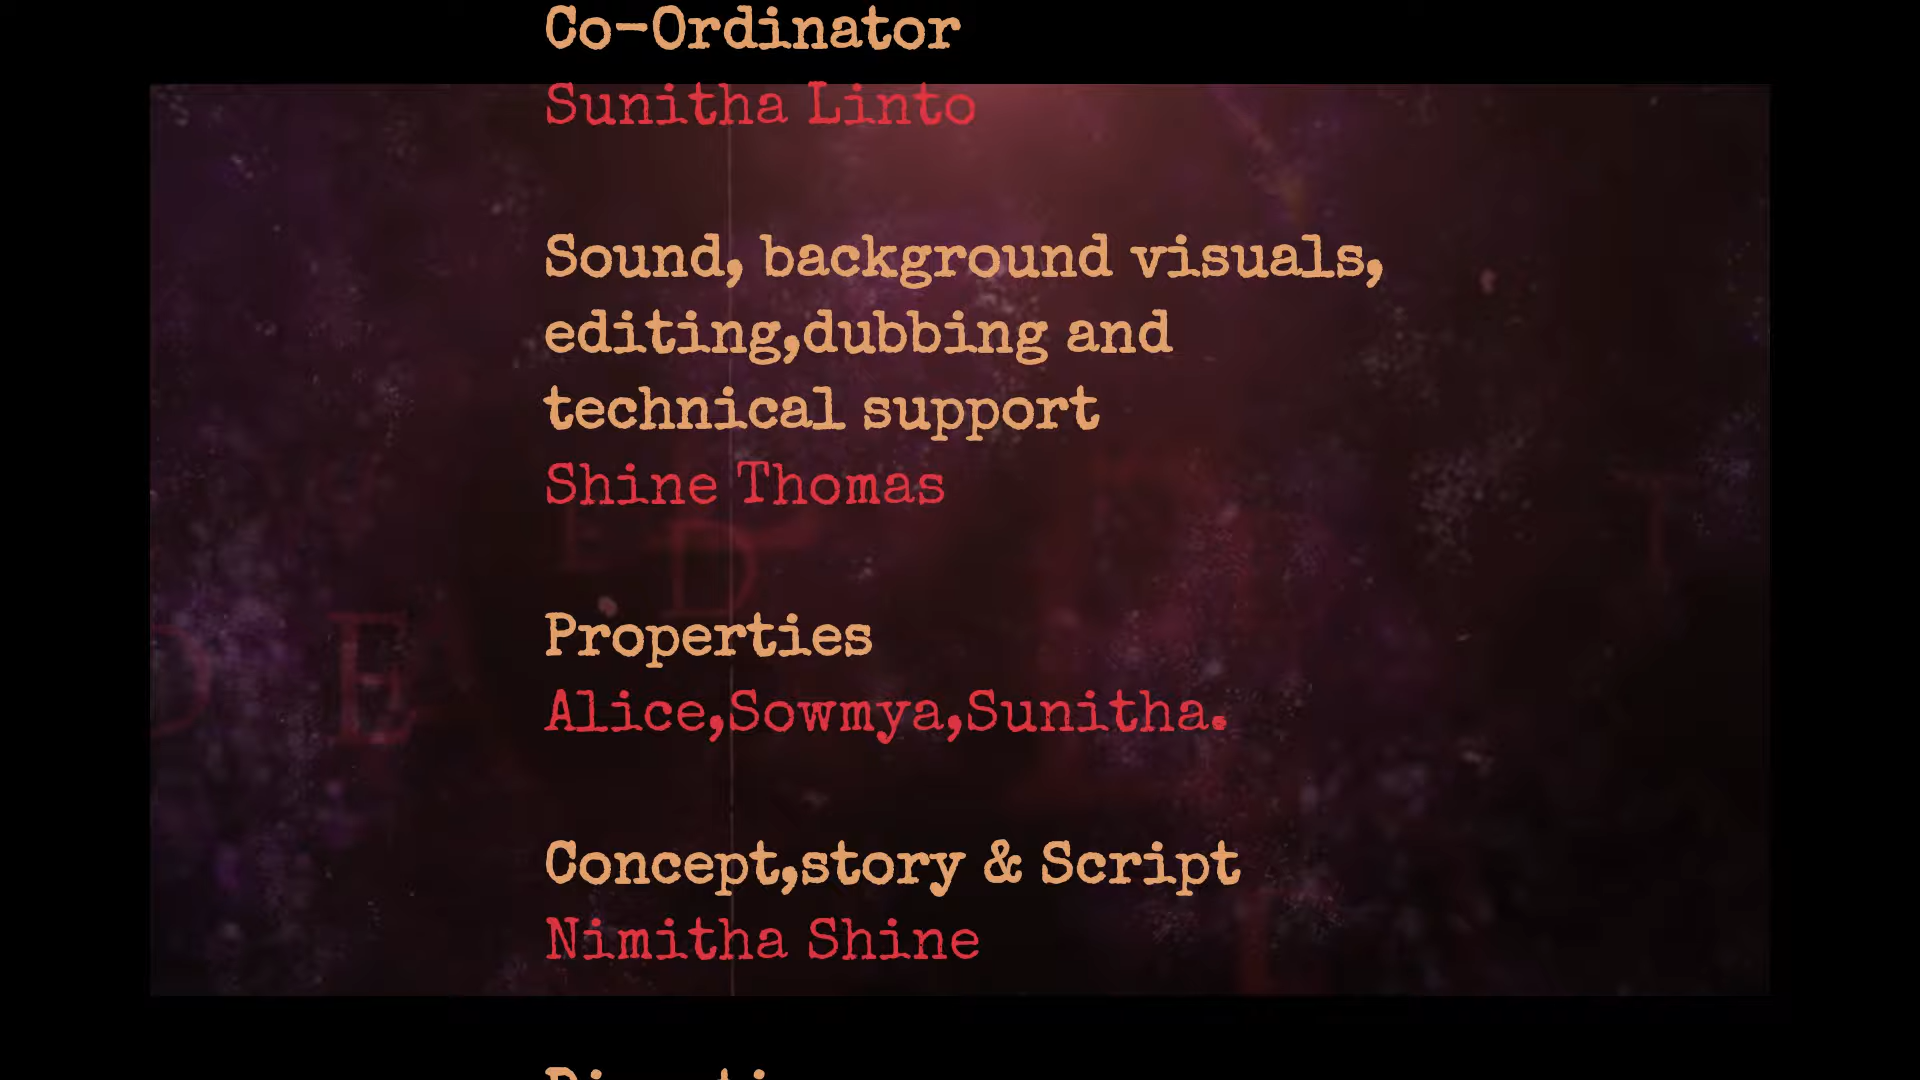 Co-Ordinator
Sunitha Linto
Sound, background visuals,
editing,dubbing and
technical support
Shine Thomas
Properties
Alice,Sowmya,Sunitha.
Concept,story & Script
Nimitha Shine